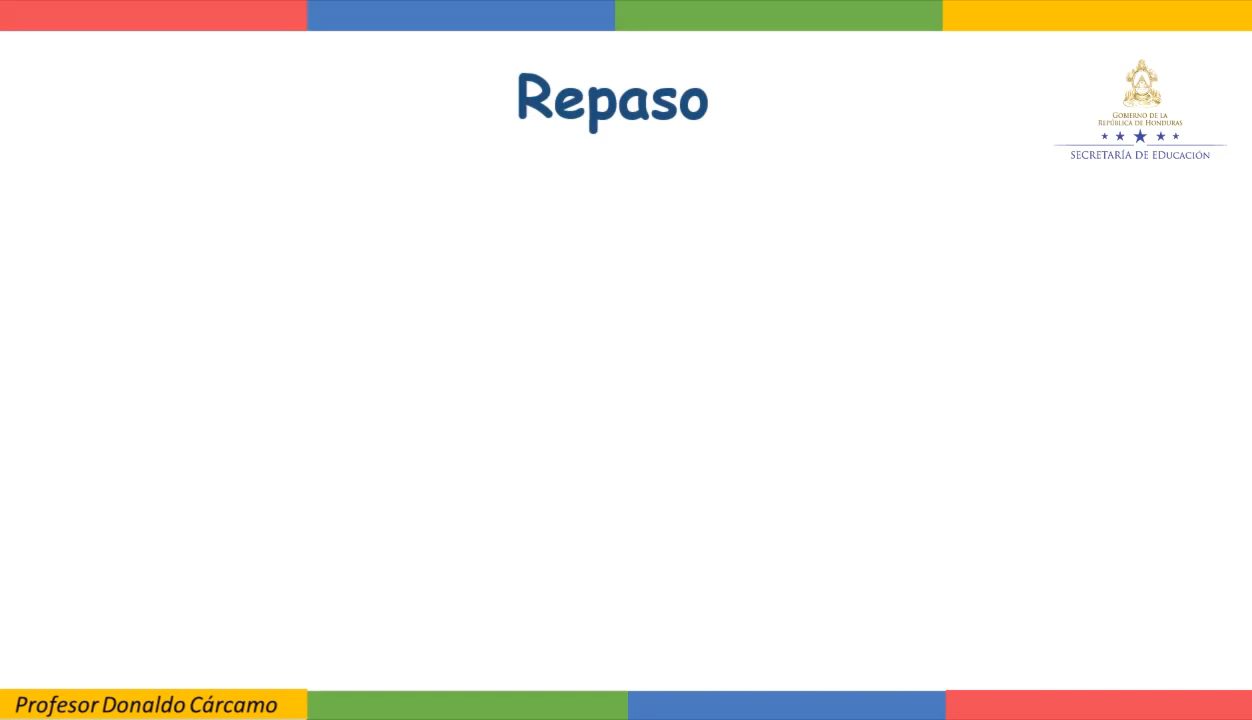 Repaso
GOBIERNO DE LA
REPÚBLICA DE HONDURAS
SECRETARÍA DE EDUCACIÓN
Profesor Donaldo Cárcamo